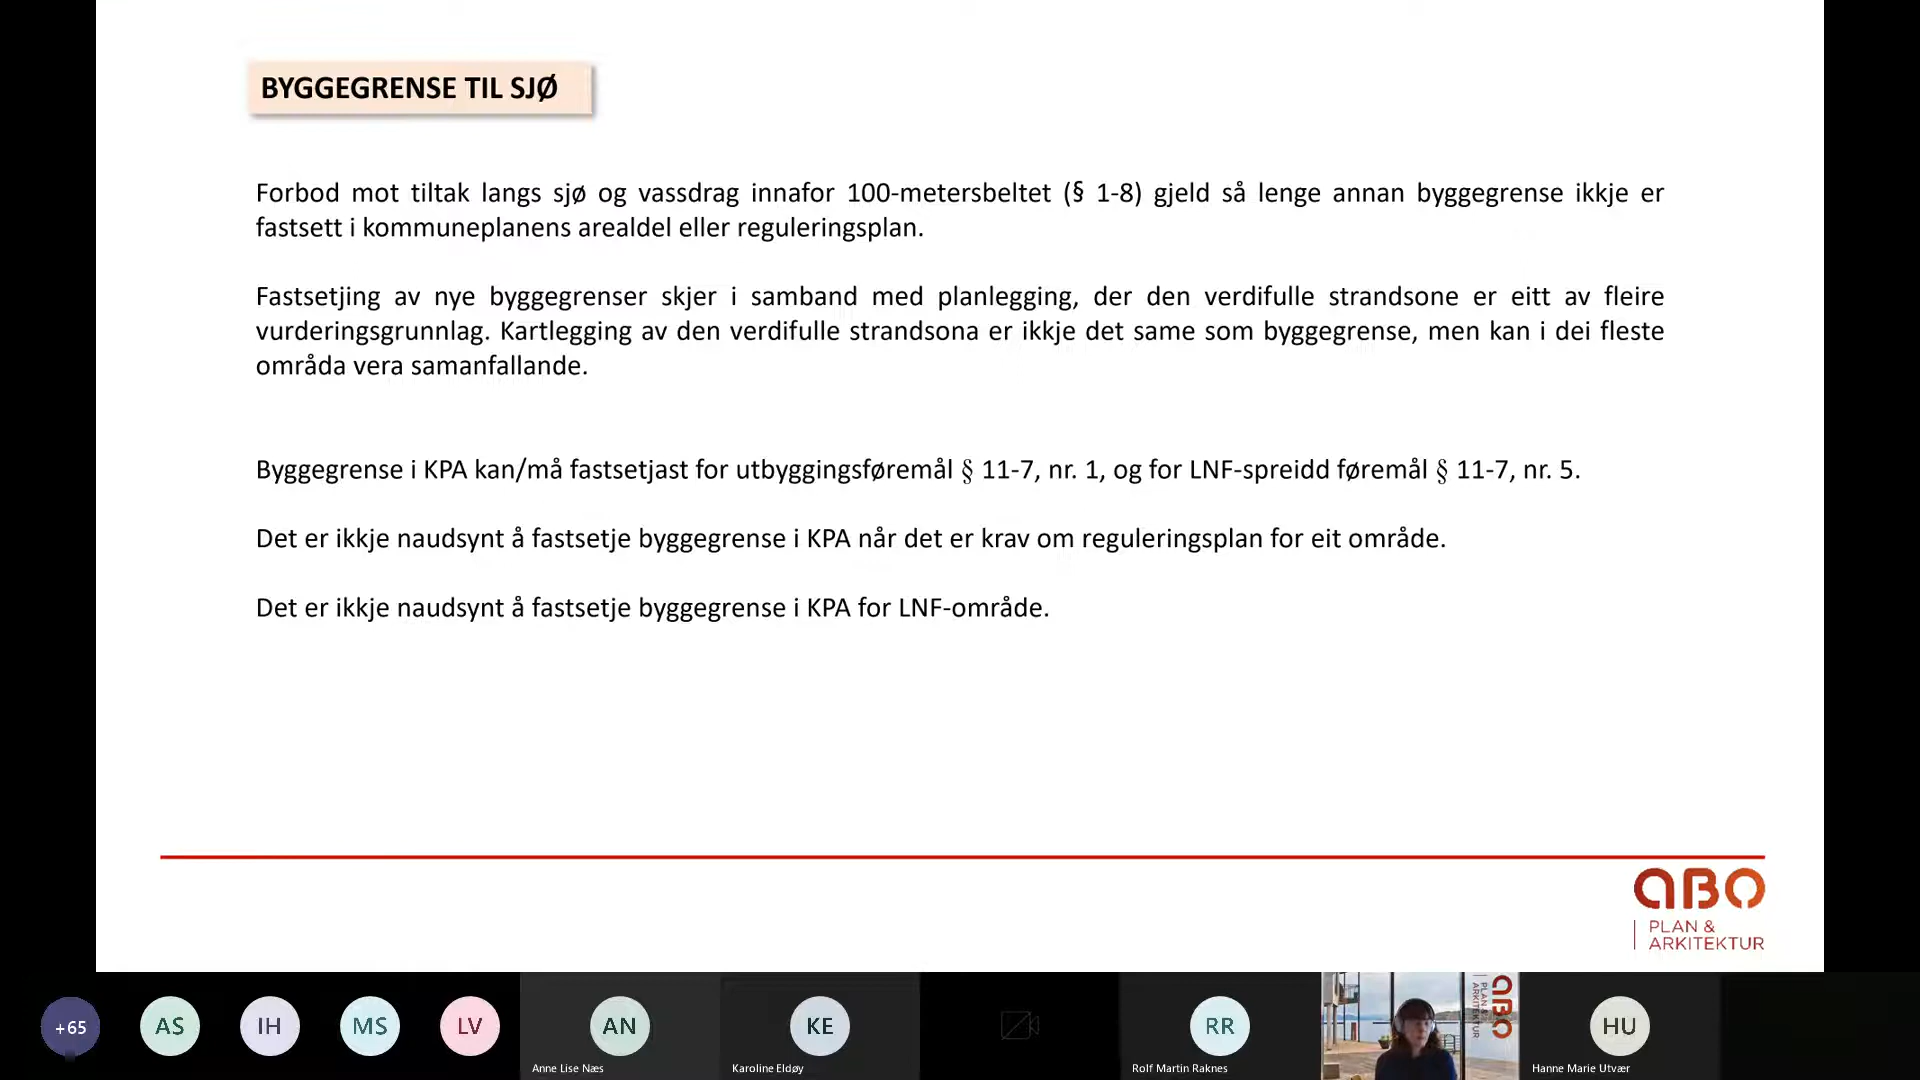 BYGGEGRENSE TIL SJØ
Forbod mot tiltak langs sjø og vassdrag innafor 100-metersbeltet (§ 1-8) gjeld så lenge annan byggegrense ikkje er
fastsett i kommuneplanens arealdel eller reguleringsplan.
Fastsetjing av nye byggegrenser skjer i samband med planlegging, der den verdifulle strandsone er eitt av fleire
vurderingsgrunnlag. Kartlegging av den verdifulle strandsona er ikkje det same som byggegrense, men kan i dei fleste
områda vera samanfallande.
Byggegrense i KPA kan/må fastsetjast for utbyggingsføremål § 11-7, nr. 1, og for LNF-spreidd føremål § 11-7, nr. 5.
Det er ikkje naudsynt å fastsetje byggegrense i KPA når det er krav om reguleringsplan for eit område.
Det er ikkje naudsynt å fastsetje byggegrense i KPA for LNF-område.
ABO
PLAN &
ARKITEKTUR
+65
AS
IH
MS
LV
AN
KE
RR
ABO
PLAN &
ARKITEKTUR
HU
Anne Lise Næs
Karoline Eldøy
Rolf Martin Raknes
Hanne Marie Utvær